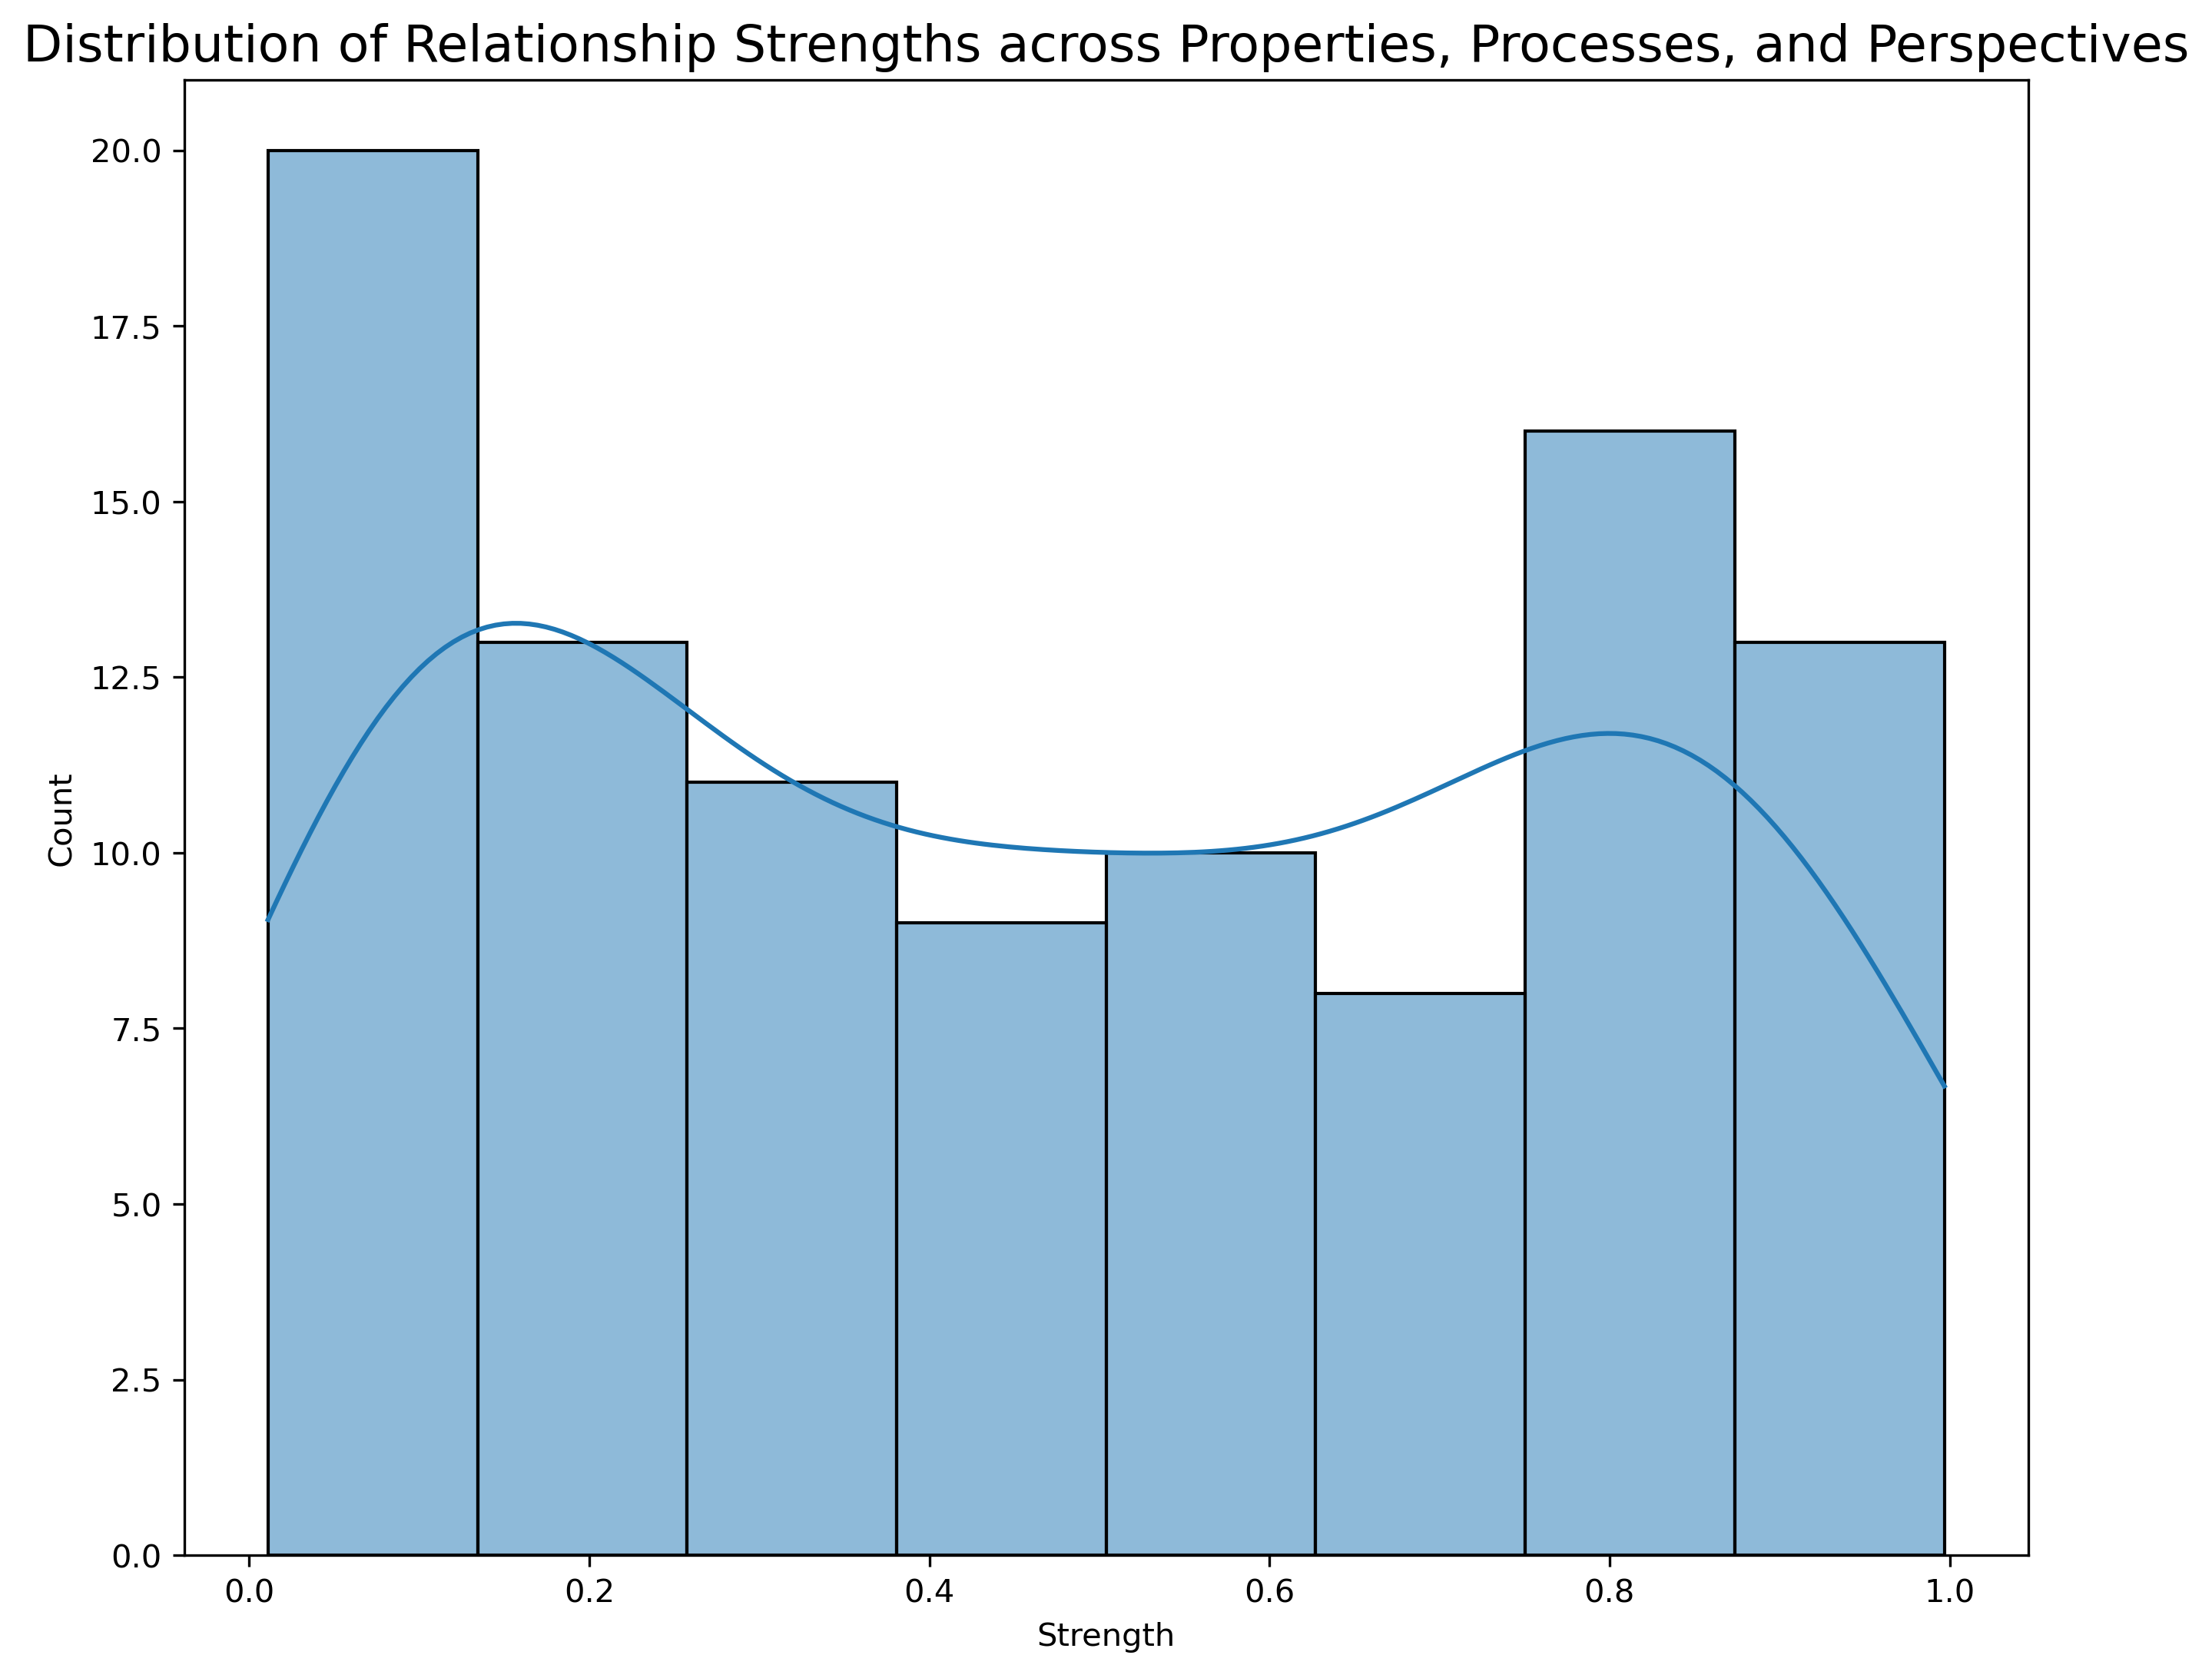 Distribution of Relationship Strengths across Properties, Processes, and Perspectives
20.0
17.5
15.0
12.5
10.0
7.5
5.0
2.5
0.0
Count
0.0 0.2 0.4 0.6 0.8 1.0
Strength